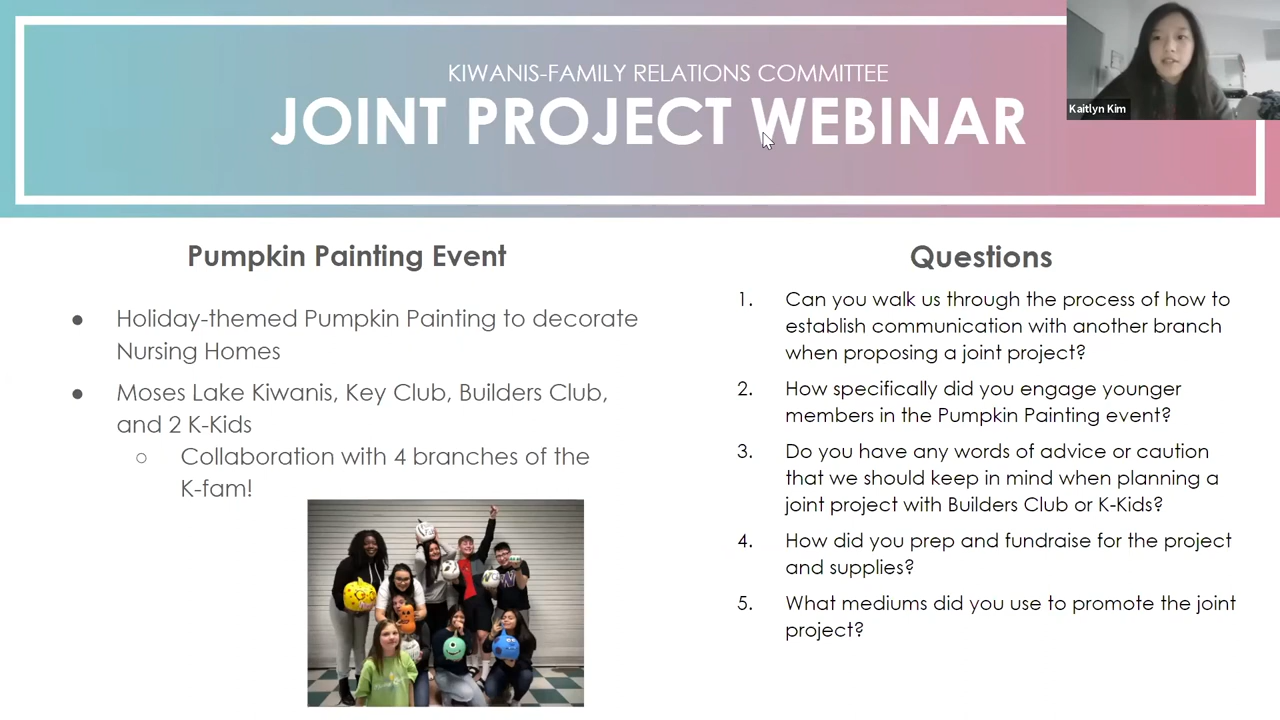 KIWANIS-FAMILY RELATIONS COMMITTEE
JOINT PROJECT WEBINAR
Kaitlyn Kim
Pumpkin Painting Event
● Holiday-themed Pumpkin Painting to decorate
Nursing Homes
● Moses Lake Kiwanis, Key Club, Builders Club,
and 2 K-Kids
○ Collaboration with 4 branches of the
K-fam!
Questions
1. Can you walk us through the process of how to
establish communication with another branch
when proposing a joint project?
2. How specifically did you engage younger
members in the Pumpkin Painting event?
3. Do you have any words of advice or caution
that we should keep in mind when planning a
joint project with Builders Club or K-Kids?
4. How did you prep and fundraise for the project
and supplies?
5. What mediums did you use to promote the joint
project?